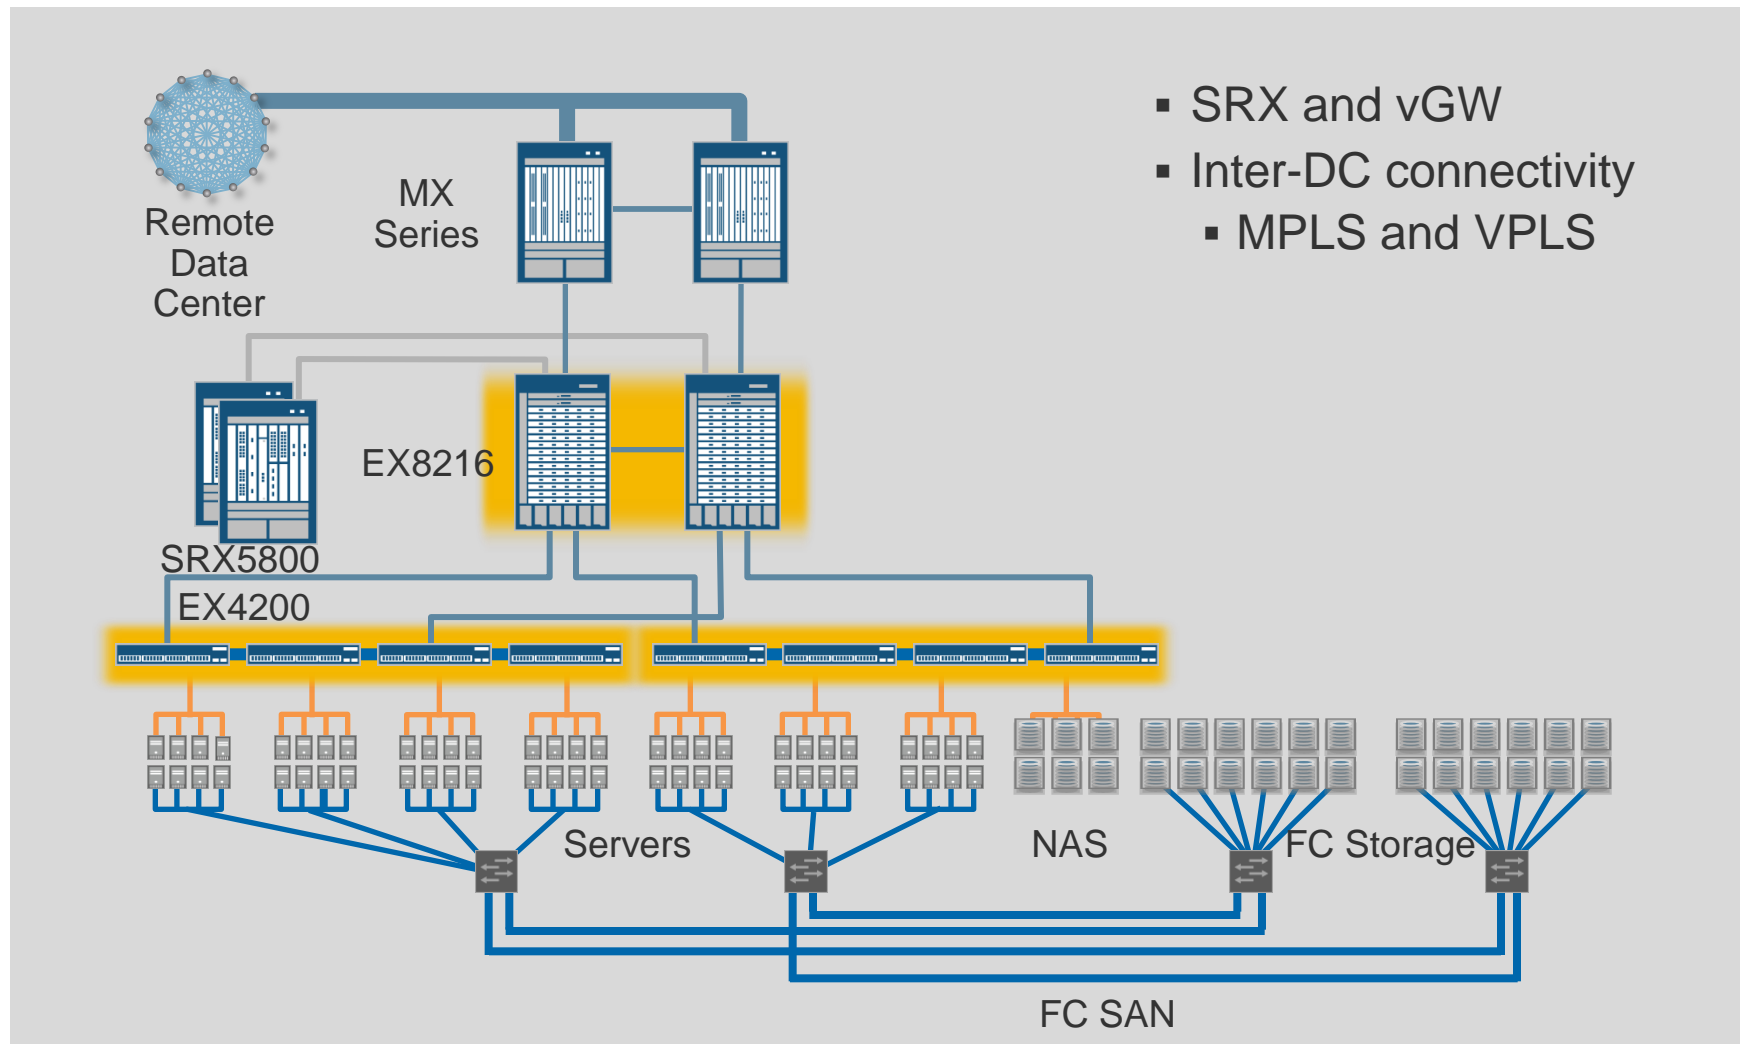 ▪ SRX and vGW
▪ Inter-DC connectivity
▪ MPLS and VPLS
Remote
Data
Center
MX
Series
EX8216
SRX5800
EX4200
Servers
NAS
FC Storage
FC SAN